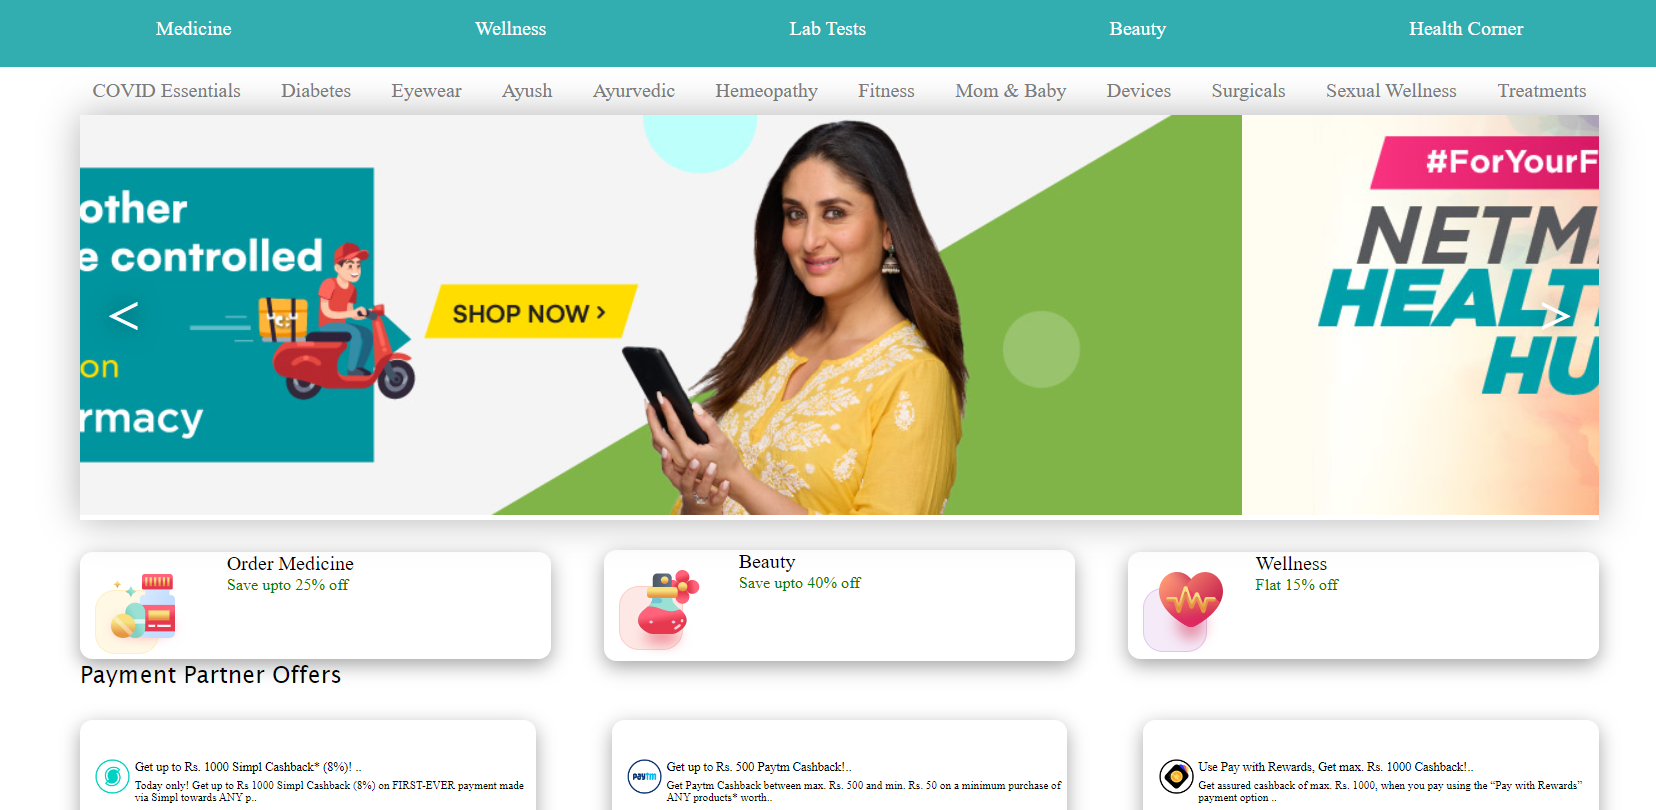 Medicine Wellness Lab Tests Beauty Health Corner
COVID Essentials Diabetes Eyewear Ayush Ayurvedic Hemeopathy Fitness Mom & Baby Devices Surgicals Sexual Wellness Treatments
other
e controlled
on
rmacy
<
SHOP NOW >
#ForYourF
NETM
HEALT
HU
>
Order Medicine
Save upto 25% off
Beauty
Save upto 40% off
Wellness
Flat 15% off
Payment Partner Offers
Get up to Rs. 1000 Simpl Cashback* (8%)! ..
Today only! Get up to Rs 1000 Simpl Cashback (8%) on FIRST-EVER payment made
via Simpl towards ANY p..
paytm
Get up to Rs. 500 Paytm Cashback!..
Get Paytm Cashback between max. Rs. 500 and min. Rs. 50 on a minimum purchase of
ANY products* worth..
Use Pay with Rewards, Get max. Rs. 1000 Cashback!..
Get assured cashback of max. Rs. 1000, when you pay using the “Pay with Rewards”
payment option ..